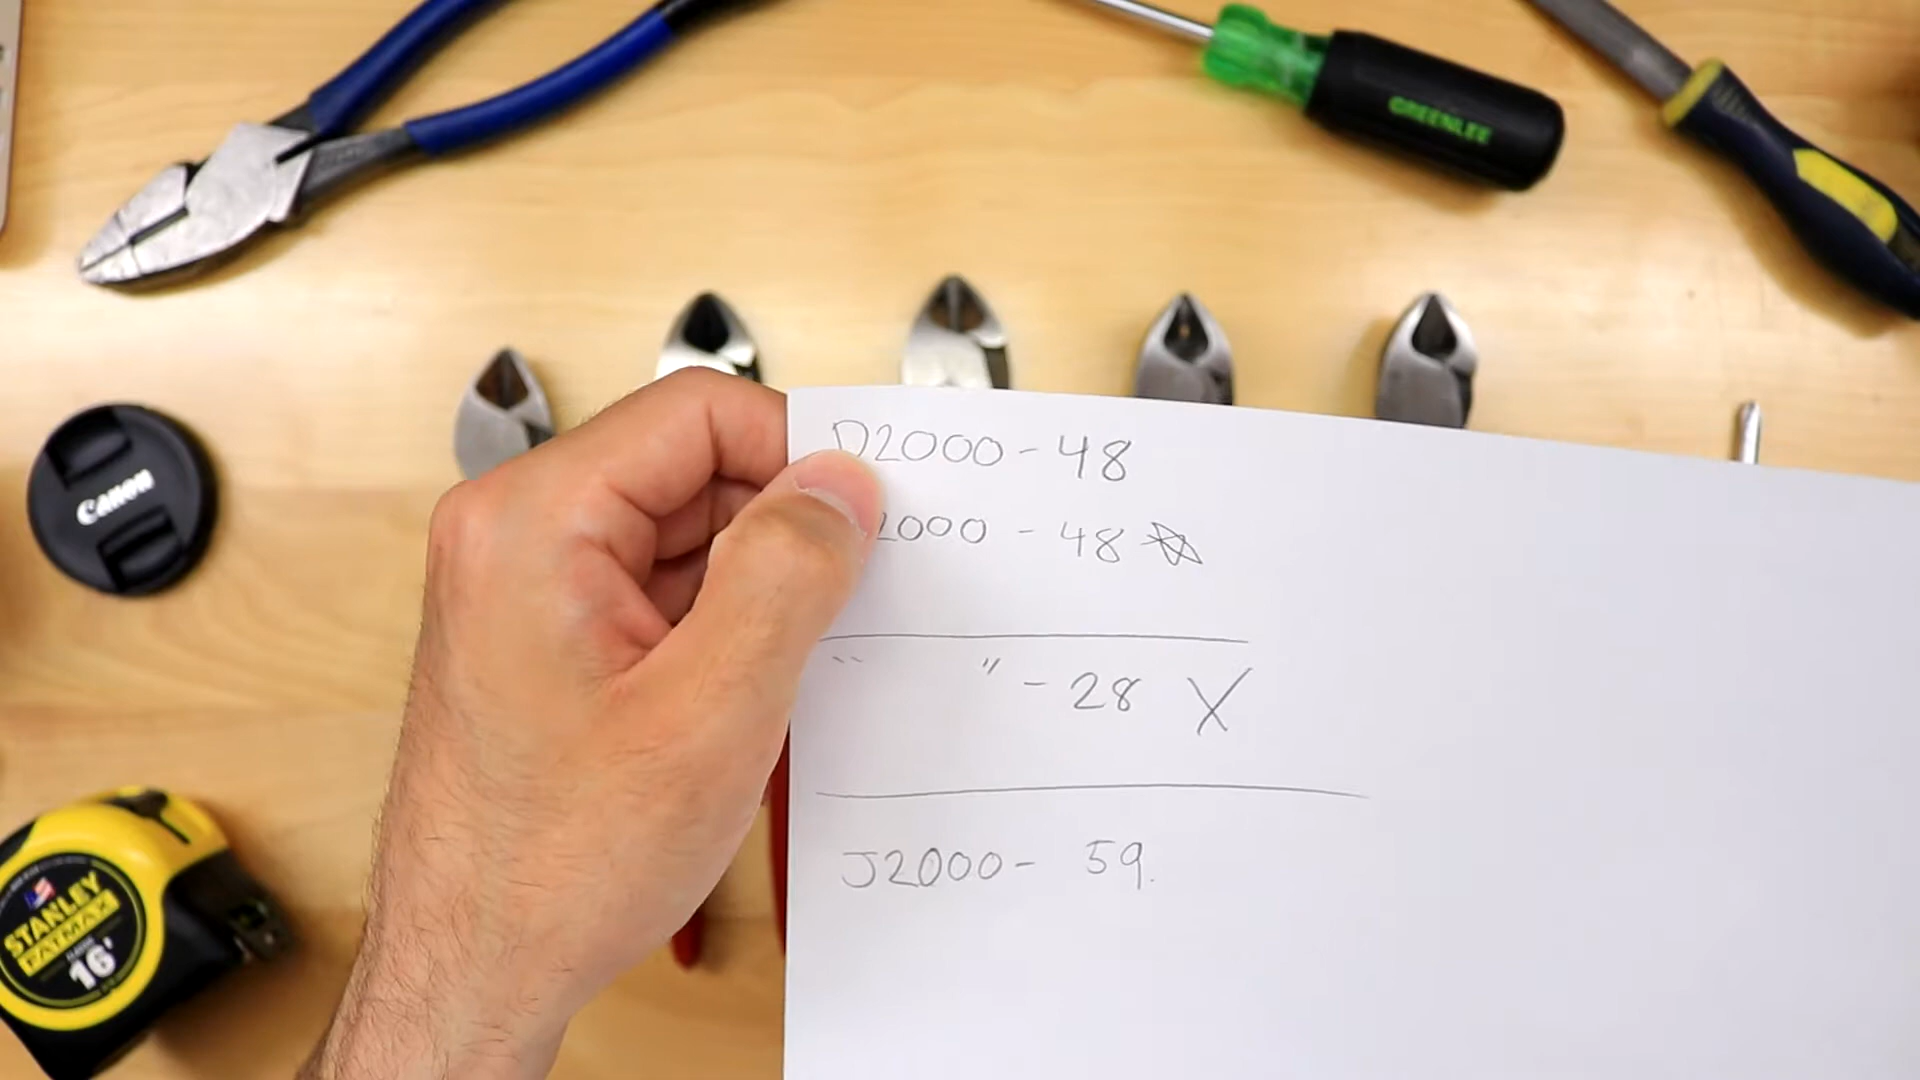 GREENLEE
Canon
D2000-48
2000 - 48
" " - 28 X
J2000- 59.
STANLEY
FATMAX
16'